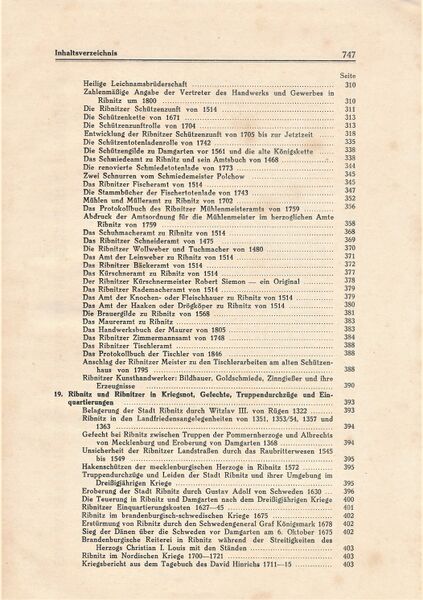 Inhaltsverzeichnis 747
Seite
Heilige Leichnamsbrüderschaft 310
Zahlenmäßige Angabe der Vertreter des Handwerks und Gewerbes in
Ribnitz um 1800 310
Die Ribnitzer Schützenzunft von 1514 311
Die Schützenkette von 1671 313
Die Schützenzunftrolle von 1704 313
Entwicklung der Ribnitzer Schützenzunft von 1705 bis zur Jetztzeit 318
Die Schützentotenladenrolle von 1742 335
Die Schützengilde zu Damgarten vor 1561 und die alte Königskette 338
Das Schmiedeamt zu Ribnitz und sein Amtsbuch von 1468 338
Die renovierte Schmiedetotenlade von 1773 344
Zwei Schnurren vom Schmiedemeister Polchow 345
Das Ribnitzer Fischeramt von 1514 345
Die Stammbücher der Fischertotenlade von 1743 347
Mühlen und Mülleramt zu Ribnitz von 1702 352
Das Protokollbuch des Ribnitzer Mühlenmeisteramts von 1759 356
Abdruck der Amtsordnung für die Mühlenmeister im herzoglichen Amte
Ribnitz von 1759 358
Das Schuhmacheramt zu Ribnitz von 1514 368
Das Ribnitzer Schneideramt von 1475 369
Die Ribnitzer Wollweber und Tuchmacher von 1480 370
Das Amt der Leinweber zu Ribnitz von 1514 371
Das Ribnitzer Bäckeramt von 1514 372
Das Kürschneramt zu Ribnitz von 1514 377
Der Ribnitzer Kürschnermeister Robert Siemon — ein Original 378
Das Ribnitzer Rademacheramt von 1514 379
Das Amt der Knochen- oder Fleischhauer zu Ribnitz von 1514 379
Das Amt der Haaken oder Drögköper zu Ribnitz von 1514 380
Die Brauergilde zu Ribnitz von 1568 381
Das Maureramt zu Ribnitz 383
Das Handwerksbuch der Maurer von 1805 383
Das Ribnitzer Zimmermannsamt von 1748 384
Das Ribnitzer Tischleramt 388
Das Protokollbuch der Tischler von 1846 388
Anschlag der Ribnitzer Meister zu den Tischlerarbeiten am alten Schützen-
haus von 1795 388
Ribnitzer Kunsthandwerker: Bildhauer, Goldschmiede, Zinngießer und ihre
Erzeugnisse 390
19. Ribnitz und Ribnitzer in Kriegsnot, Gefechte, Truppendurchzüge und Ein-
quartierungen 393
Belagerung der Stadt Ribnitz durch Witzlav III. von Rügen 1322 393
Ribnitz in den Landfriedensangelegenheiten von 1351, 1353/54, 1357 und
1363 394
Gefecht bei Ribnitz zwischen Truppen der Pommernherzoge und Albrechts
von Mecklenburg und Eroberung von Damgarten 1368 394
Unsicherheit der Ribnitzer Landstraßen durch das Raubritterwesen 1545
bis 1549 395
Hakenschützen der mecklenburgischen Herzoge in Ribnitz 1572 395
Truppendurchzüge und Leiden der Stadt Ribnitz und ihrer Umgebung im
Dreißigjährigen Kriege 395
Eroberung der Stadt Ribnitz durch Gustav Adolf von Schweden 1630 396
Die Teuerung in Ribnitz und Damgarten nach dem Dreißigjährigen Kriege 400
Ribnitzer Einquartierungskosten 1627—45 401
Ribnitz im brandenburgisch-schwedischen Kriege 1675 402
Erstürmung von Ribnitz durch den Schwedengeneral Graf Königsmark 1678 402
Sieg der Dänen über die Schweden vor Damgarten am 6. Oktober 1675 402
Brandenburgische Reiterei in Ribnitz während der Streitigkeiten des
Herzogs Christian I. Louis mit den Ständen 403
Ribnitz im Nordischen Kriege 1700—1721 403
Kriegsbericht aus dem Tagebuch des David Hinrichs 1711—15 403